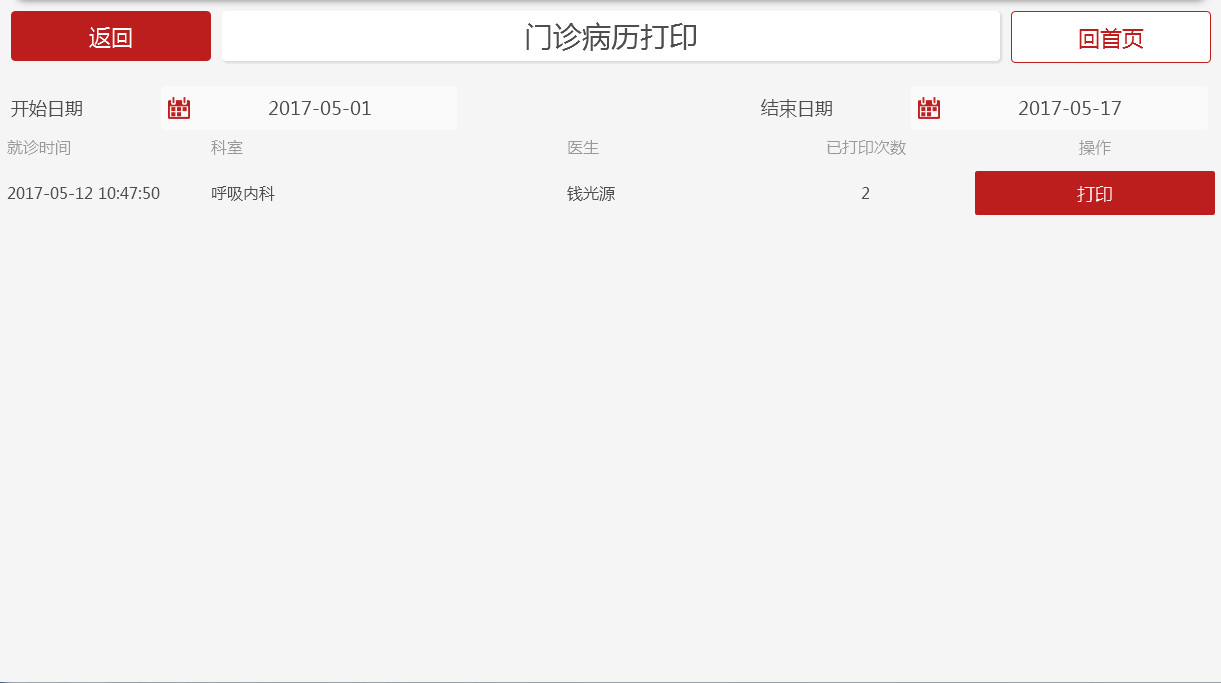 返回 门诊病历打印 回首页
开始日期 2017-05-01 结束日期 2017-05-17
就诊时间 科室 医生 已打印次数 操作
2017-05-12 10:47:50 呼吸内科 钱光源 2 打印